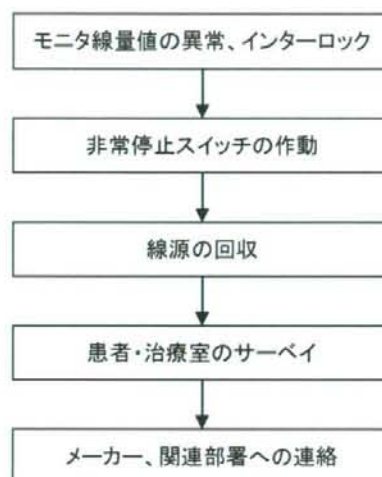 モニタ線量値の異常、インターロック
非常停止スイッチの作動
線源の回収
患者・治療室のサーベイ
メーカー、関連部署への連絡